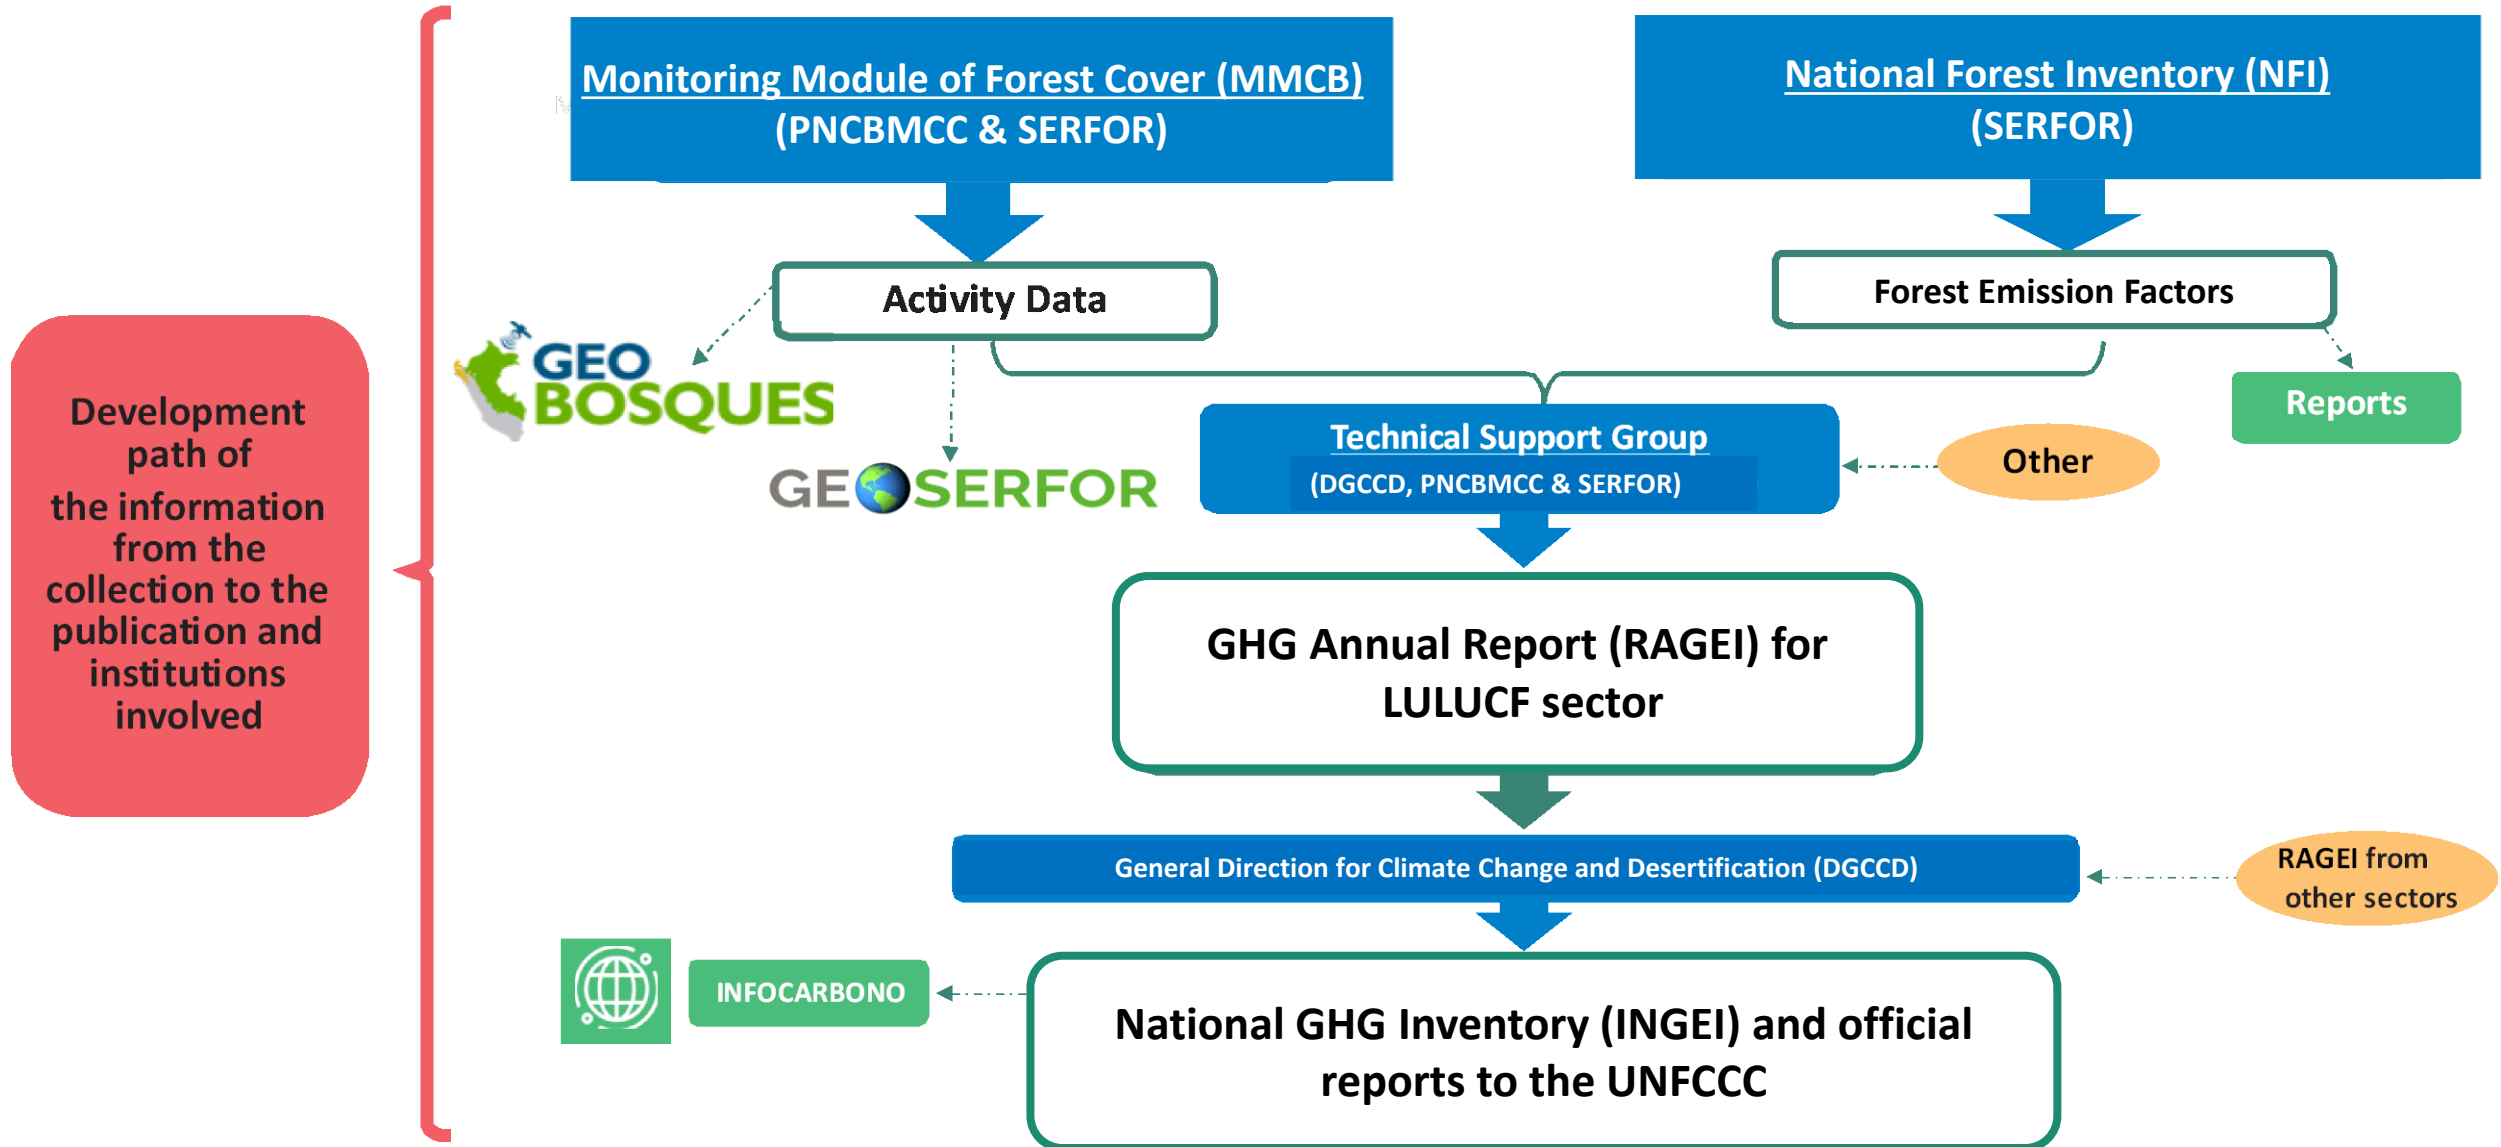 Monitoring Module of Forest Cover (MMCB)
(PNCBMCC & SERFOR)
National Forest Inventory (NFI)
(SERFOR)
Activity Data
Forest Emission Factors
GEO
BOSQUES
GEOSERFOR
Reports
Technical Support Group
(DGCCD, PNCBMCC & SERFOR)
Other
Development
path of
the information
from the
collection to the
publication and
institutions
involved
GHG Annual Report (RAGEI) for
LULUCF sector
General Direction for Climate Change and Desertification (DGCCD)
RAGEI from
other sectors
INFOCARBONO
National GHG Inventory (INGEI) and official
reports to the UNFCCC